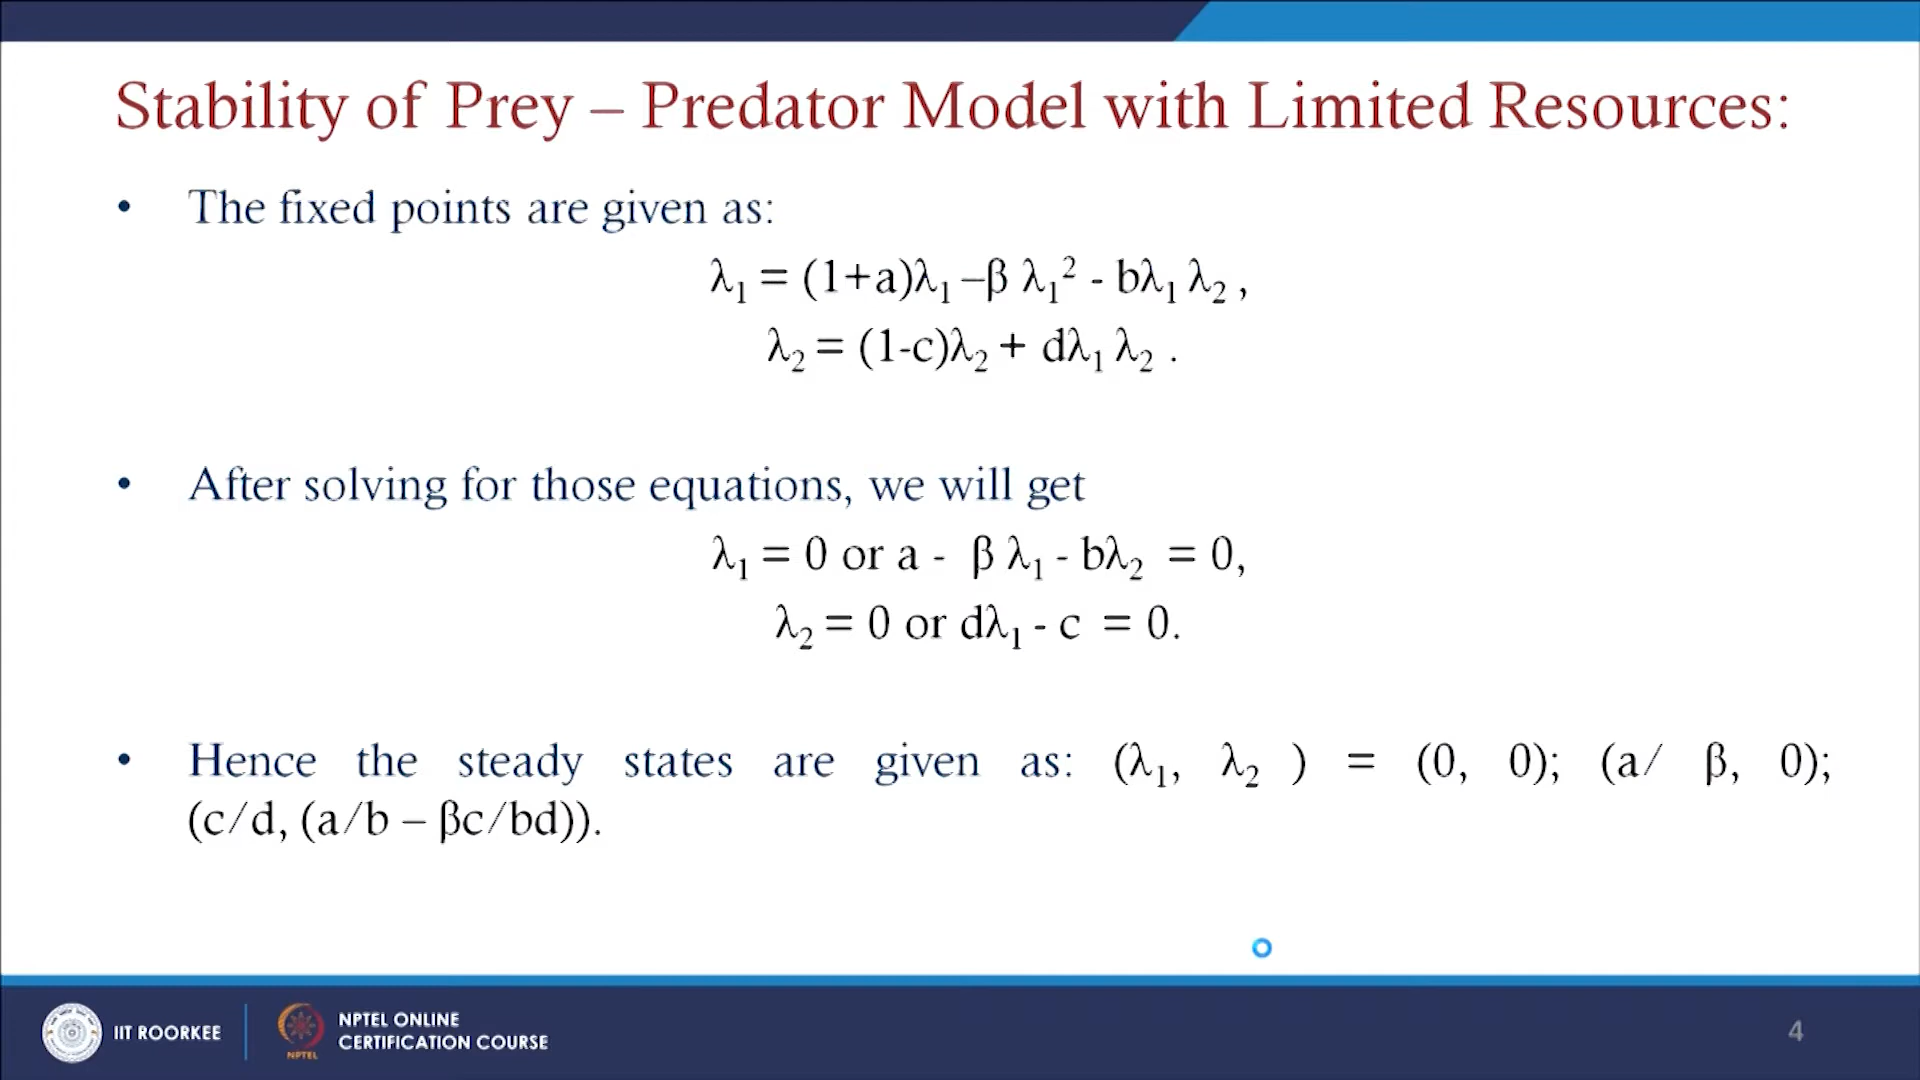 Stability of Prey – Predator Model with Limited Resources:
• The fixed points are given as:
λ₁ = (1+a)λ₁ –β λ₁² - bλ₁ λ₂ ,
λ₂ = (1-c)λ₂ + dλ₁ λ₂ .
• After solving for those equations, we will get
λ₁ = 0 or a - β λ₁ - bλ₂ = 0,
λ₂ = 0 or dλ₁ - c = 0.
• Hence the steady states are given as: (λ₁, λ₂ ) = (0, 0); (a/ β, 0);
(c/d, (a/b – βc/bd)).
IIT ROORKEE
NPTEL
NPTEL ONLINE
CERTIFICATION COURSE
4